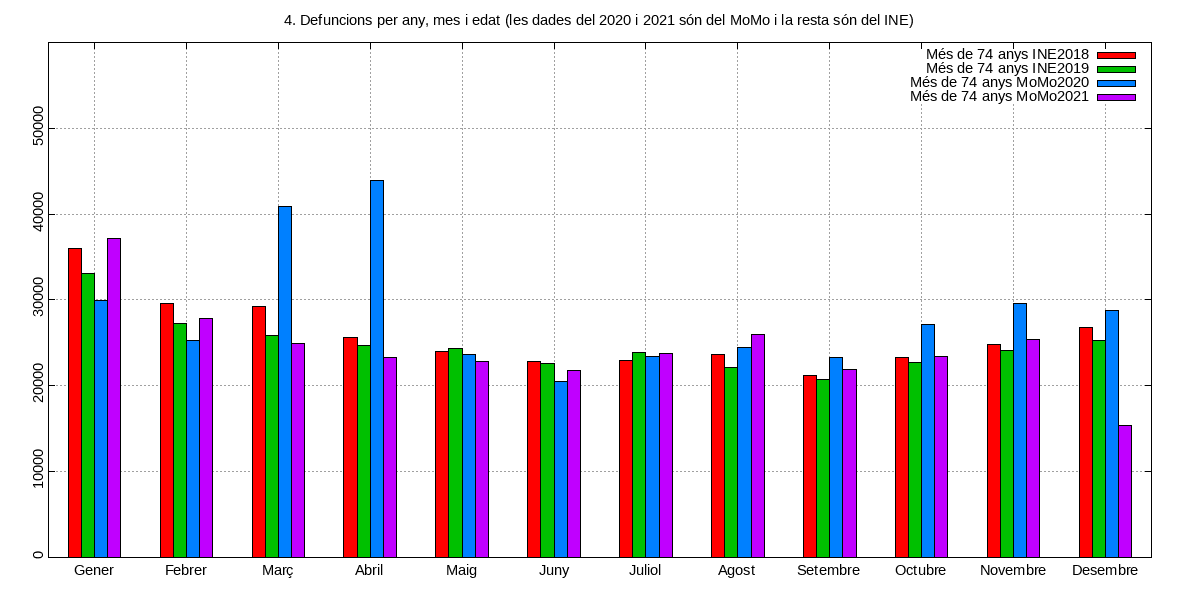 4. Defuncions per any, mes i edat (les dades del 2020 i 2021 són del MoMo i la resta són del INE)
Més de 74 anys INE2018
Més de 74 anys INE2019
Més de 74 anys MoMo2020
Més de 74 anys MoMo2021
50000
40000
30000
20000
10000
0
Gener Febrer Març Abril Maig Juny Juliol Agost Setembre Octubre Novembre Desembre